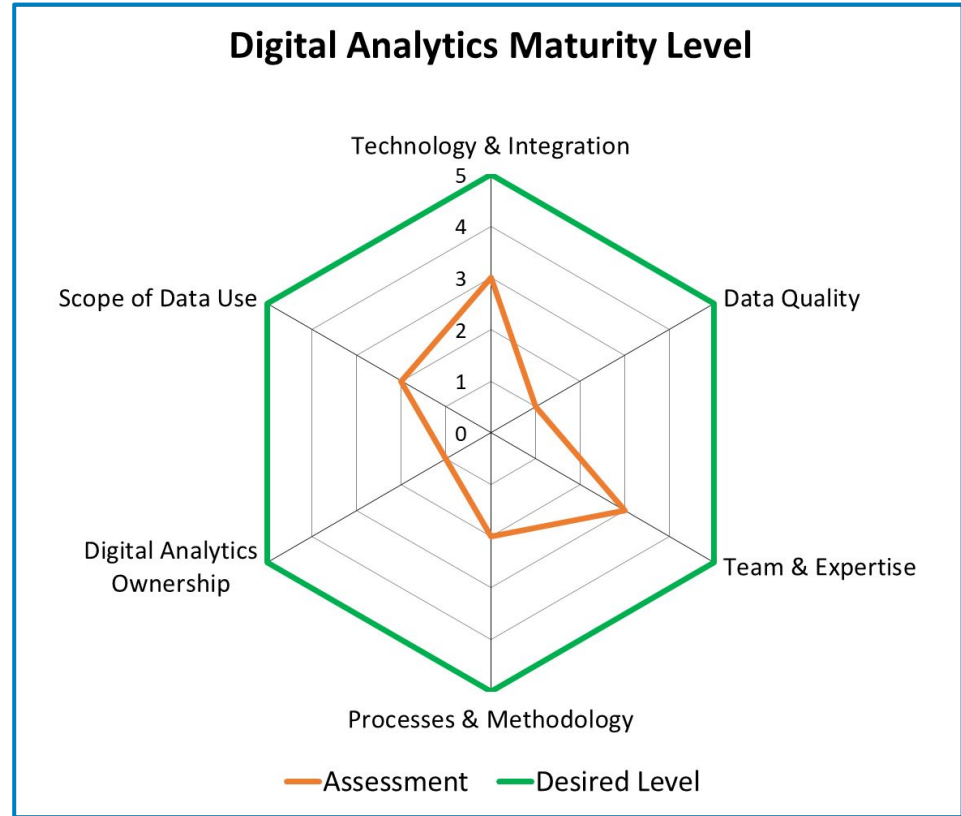 Digital Analytics Maturity Level
Technology & Integration
5
4
3
2
1
0
Scope of Data Use
Data Quality
Digital Analytics
Ownership
Team & Expertise
Processes & Methodology
Assessment
Desired Level